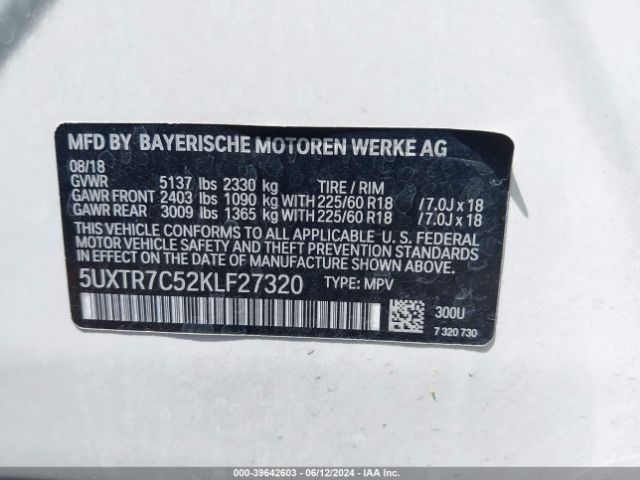 MFD BY BAYERISCHE MOTOREN WERKE AG
08/18
GVWR 5137 lbs 2330 kg TIRE / RIM
GAWR FRONT 2403 lbs 1090 kg WITH 225/60 R18 /7.0J x 18
GAWR REAR 3009 lbs 1365 kg WITH 225/60 R18 /7.0J x 18
THIS VEHICLE CONFORMS TO ALL APPLICABLE U. S. FEDERAL
MOTOR VEHICLE SAFETY AND THEFT PREVENTION STANDARDS
IN EFFECT ON THE DATE OF MANUFACTURE SHOWN ABOVE.
5UXTR7C52KLF27320 TYPE: MPV
300U
7 320 730
000-39642603 - 06/12/2024 - IAAI.com